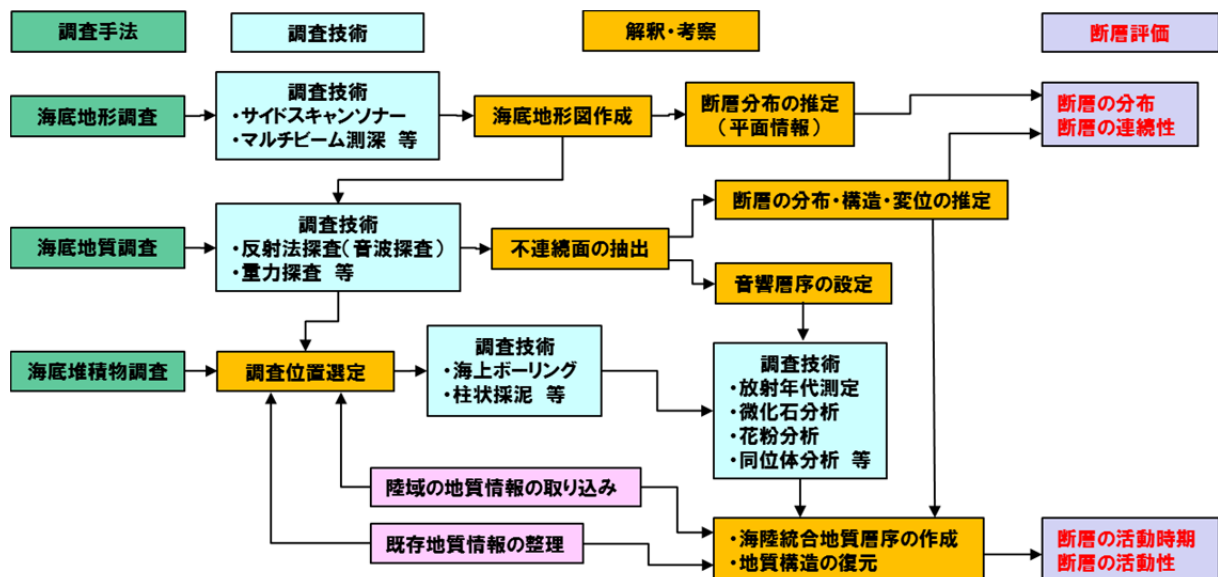 調査手法
調査技術
解釈・考察
断層評価
海底地形調査
調査技術
・サイドスキャンソナー
・マルチビーム測深 等
海底地形図作成
断層分布の推定
（平面情報）
断層の分布
断層の連続性
海底地質調査
調査技術
・反射法探査（音波探査）
・重力探査 等
不連続面の抽出
断層の分布・構造・変位の推定
音響層序の設定
海底堆積物調査
調査位置選定
調査技術
・海上ボーリング
・柱状採泥 等
調査技術
・放射年代測定
・微化石分析
・花粉分析
・同位体分析 等
陸域の地質情報の取り込み
既存地質情報の整理
・海陸統合地質層序の作成
・地質構造の復元
断層の活動時期
断層の活動性